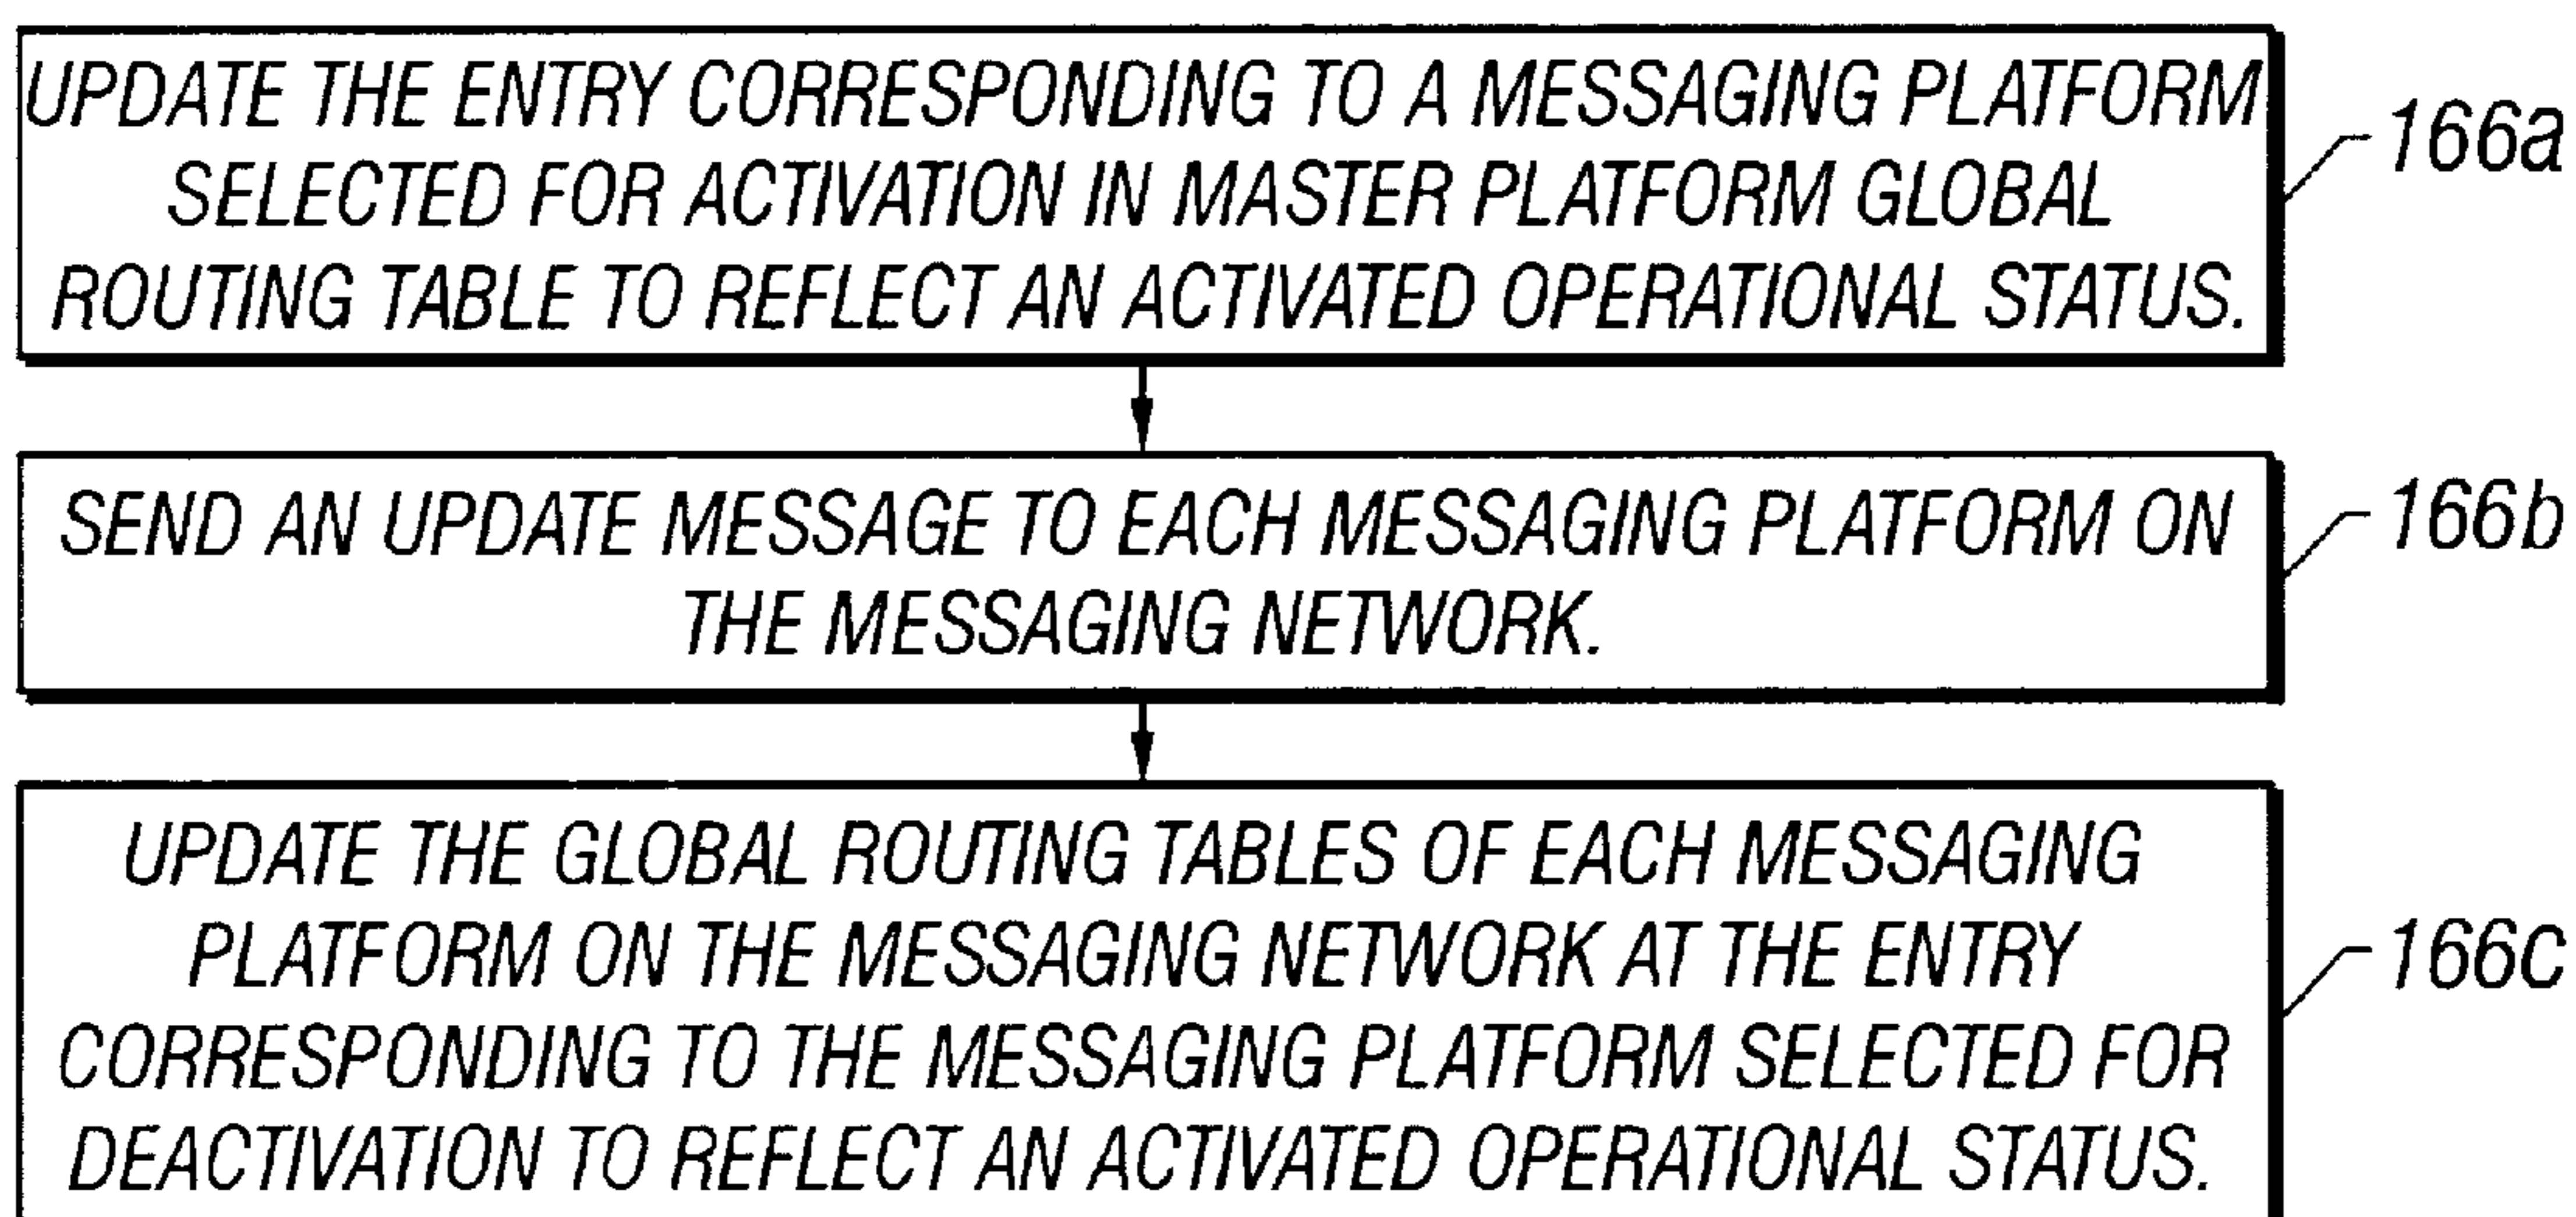 UPDATE THE ENTRY CORRESPONDING TO A MESSAGING PLATFORM
SELECTED FOR ACTIVATION IN MASTER PLATFORM GLOBAL
ROUTING TABLE TO REFLECT AN ACTIVATED OPERATIONAL STATUS.
166a
SEND AN UPDATE MESSAGE TO EACH MESSAGING PLATFORM ON
THE MESSAGING NETWORK.
166b
UPDATE THE GLOBAL ROUTING TABLES OF EACH MESSAGING
PLATFORM ON THE MESSAGING NETWORK AT THE ENTRY
CORRESPONDING TO THE MESSAGING PLATFORM SELECTED FOR
DEACTIVATION TO REFLECT AN ACTIVATED OPERATIONAL STATUS.
166c